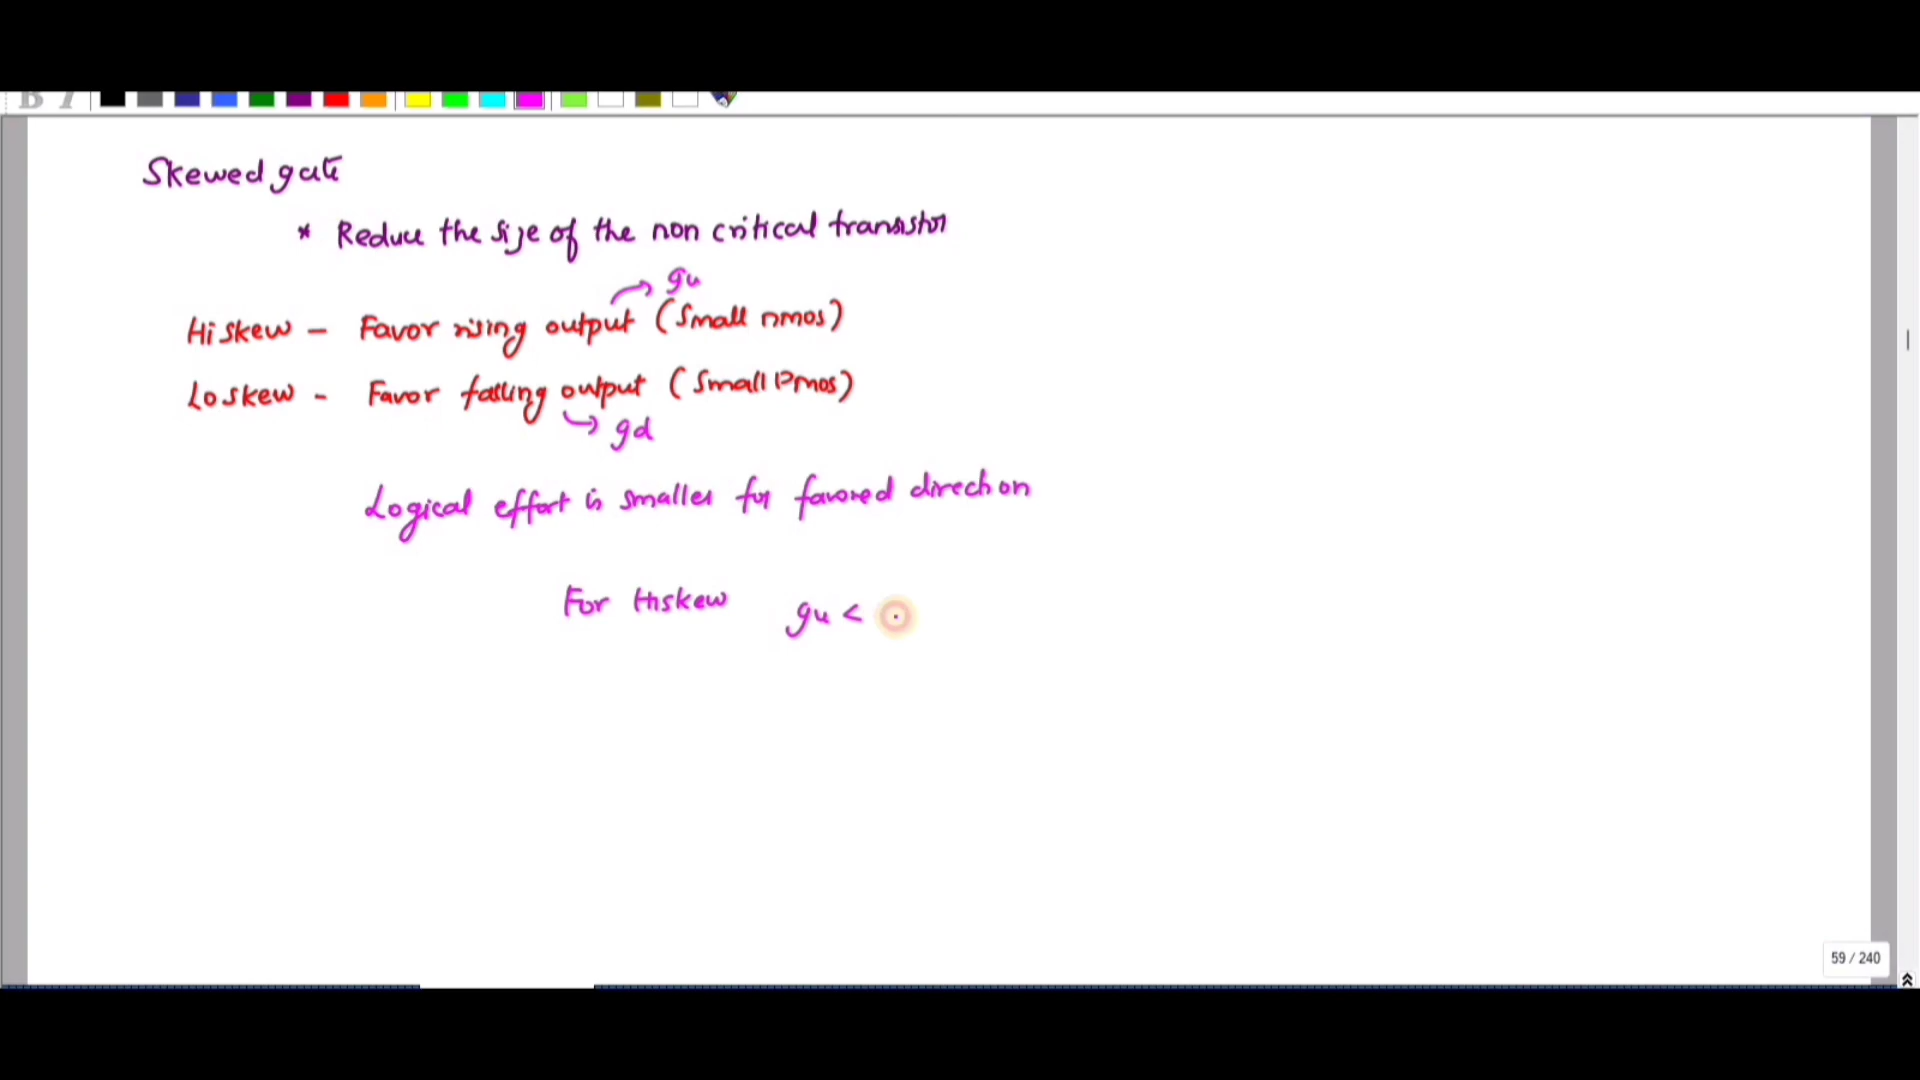 B I
Skewed gate
* Reduce the size of the non critical transistor
gu
Hi skew - Favor rising output (Small nmos)
Lo skew - Favor falling output (Small Pmos)
gd
Logical effort is smaller for favored direction
For Hiskew gu <
59 / 240